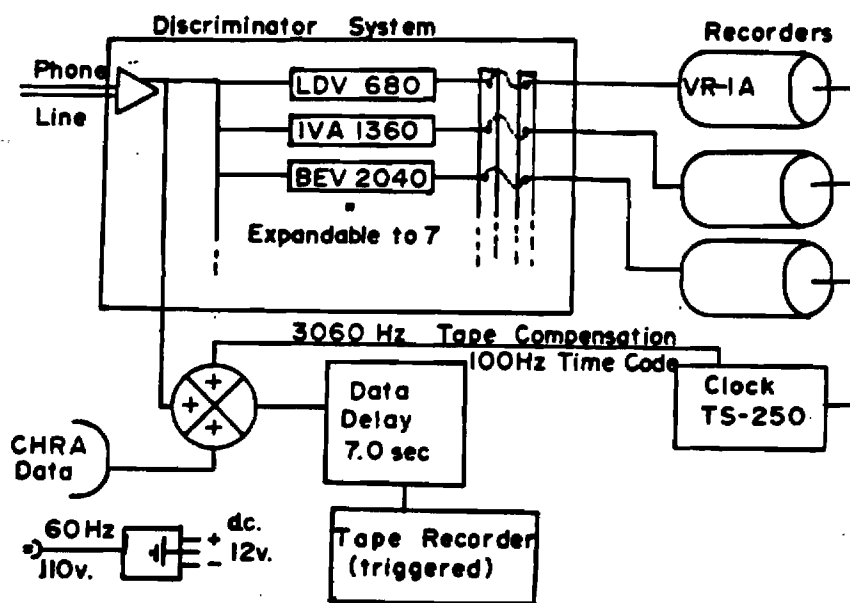 Discriminator System
Recorders
Phone
Line
LDV 680
VR-1A
IVA 1360
BEV 2040
"
Expandable to 7
3060 Hz Tape Compensation
100Hz Time Code
Clock
TS-250
Data
Delay
7.0 sec
CHRA
Data
+
+
+
60Hz
110v.
+
-
d.c.
12v.
Tape Recorder
(triggered)